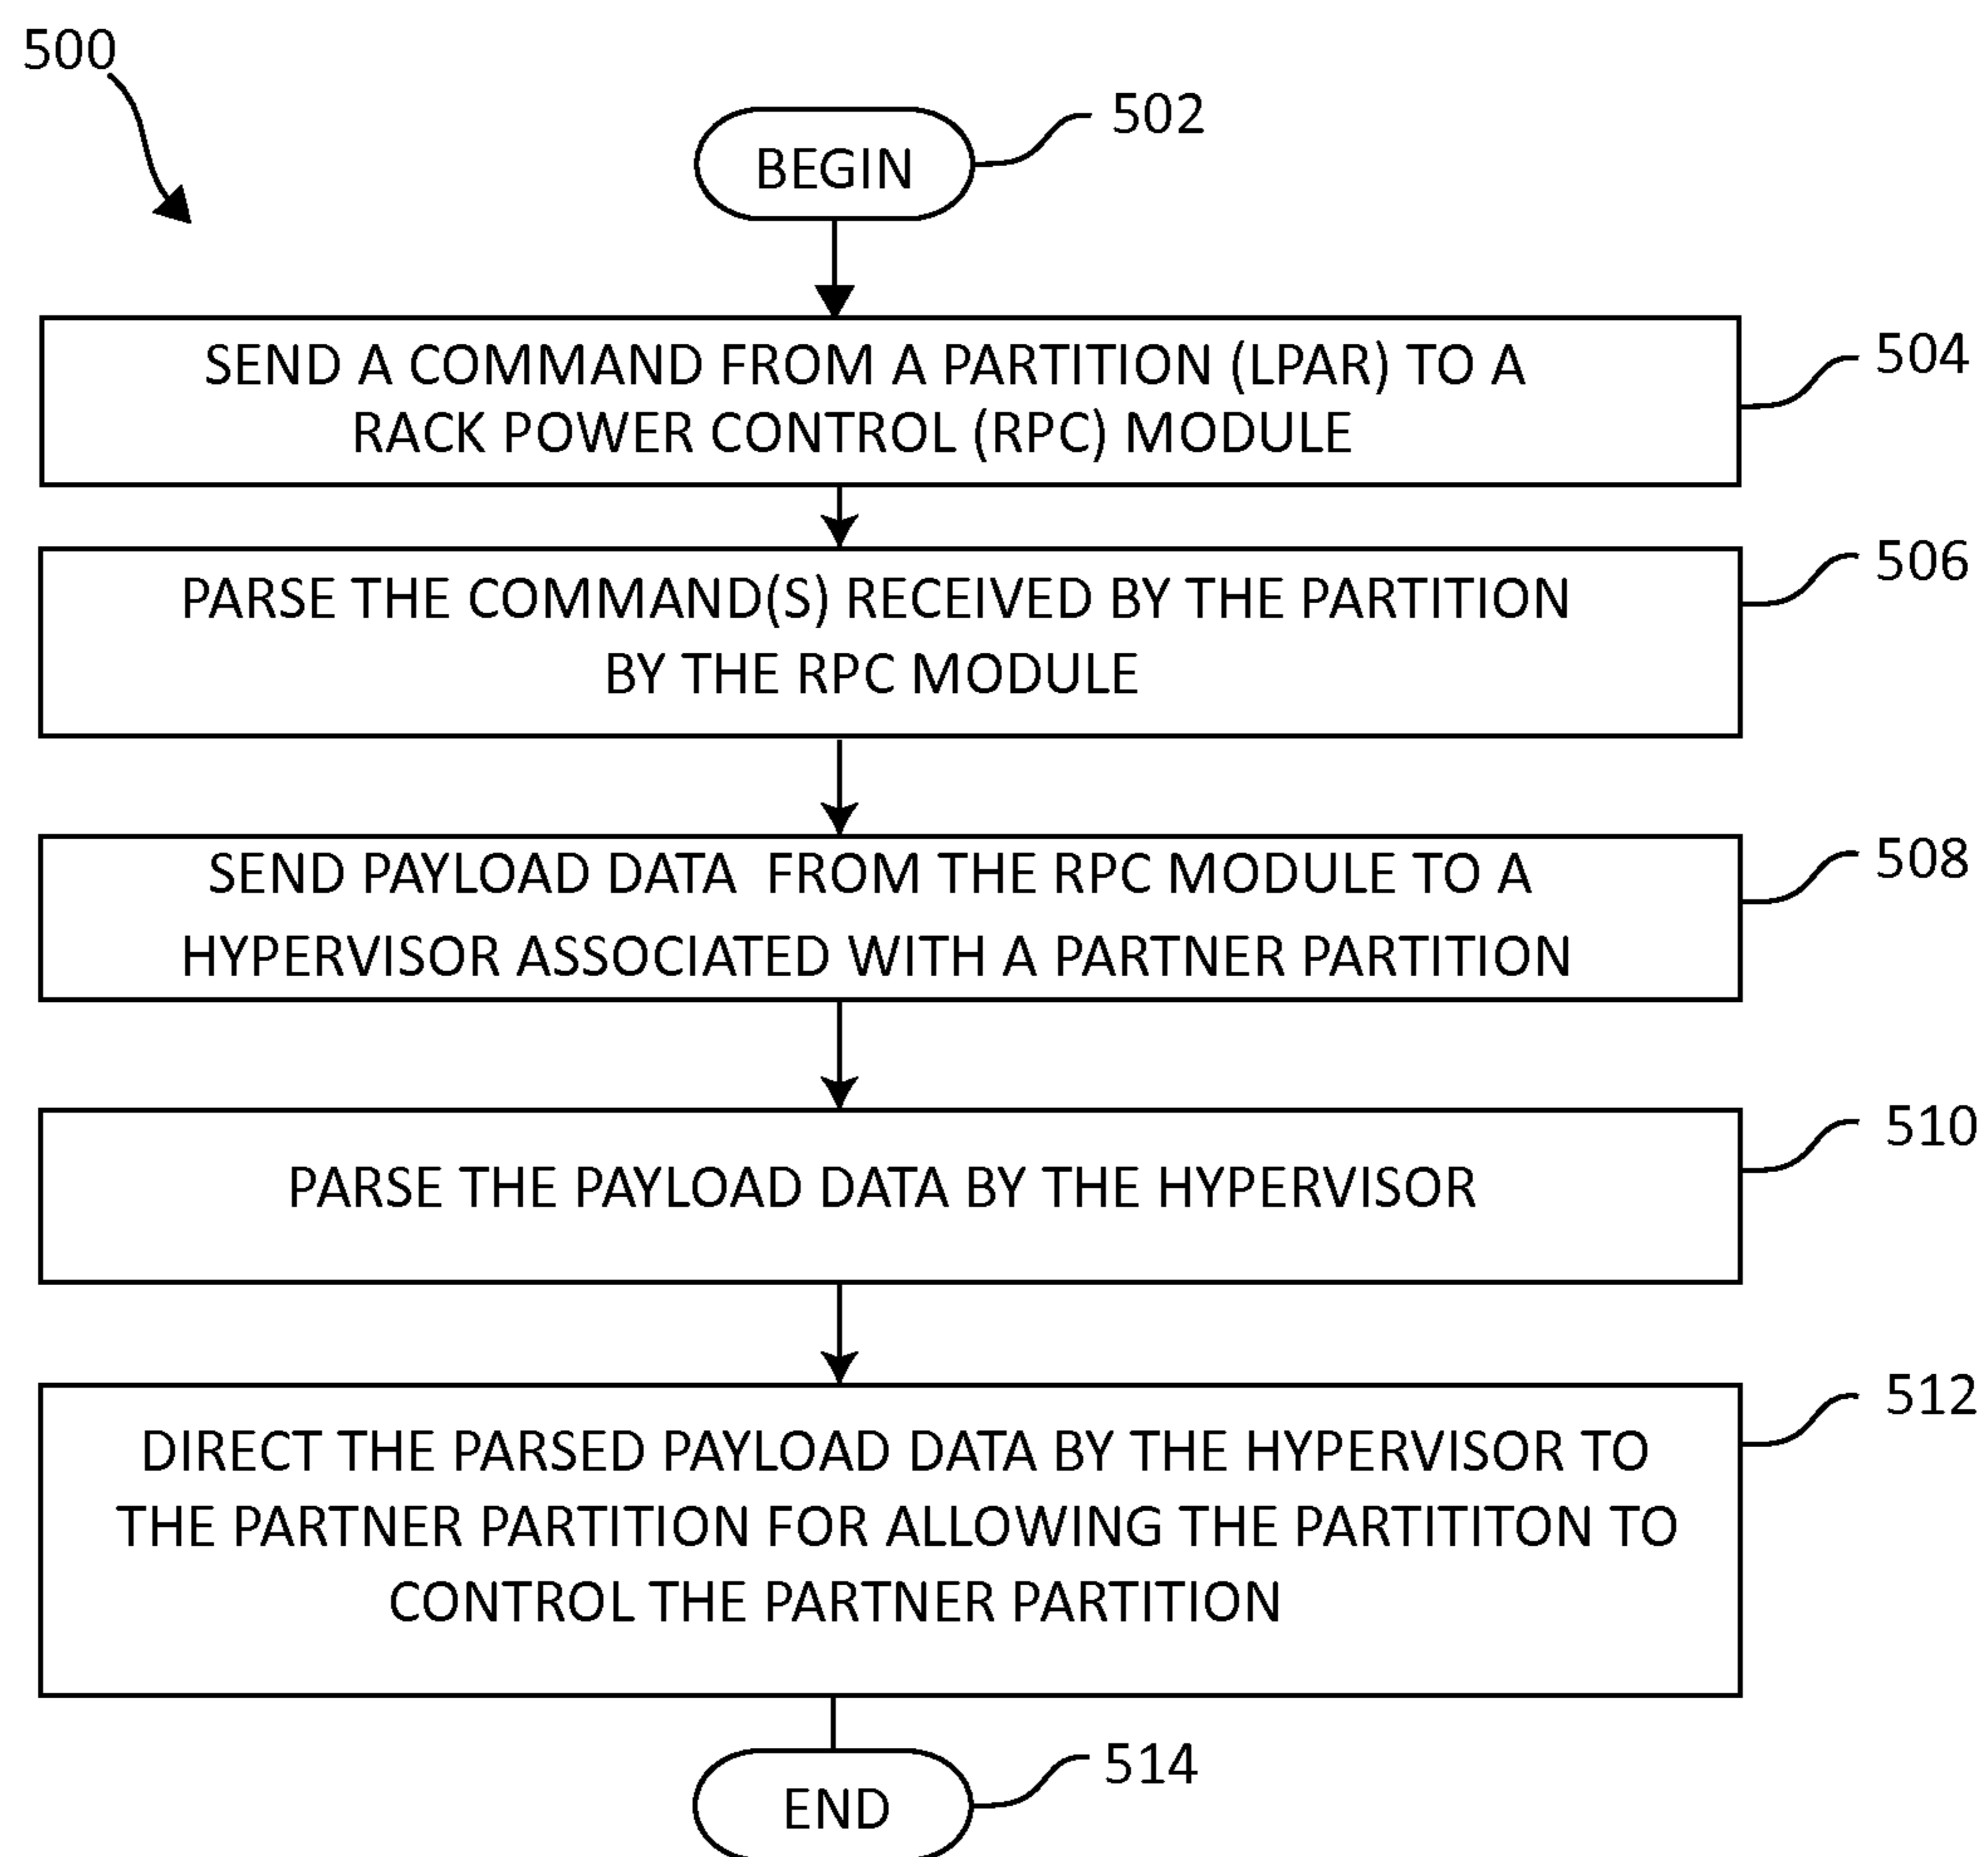 500
502
BEGIN
SEND A COMMAND FROM A PARTITION (LPAR) TO A
RACK POWER CONTROL (RPC) MODULE
504
PARSE THE COMMAND(S) RECEIVED BY THE PARTITION
BY THE RPC MODULE
506
SEND PAYLOAD DATA FROM THE RPC MODULE TO A
HYPERVISOR ASSOCIATED WITH A PARTNER PARTITION
508
PARSE THE PAYLOAD DATA BY THE HYPERVISOR
510
DIRECT THE PARSED PAYLOAD DATA BY THE HYPERVISOR TO
THE PARTNER PARTITION FOR ALLOWING THE PARTITITON TO
CONTROL THE PARTNER PARTITION
512
END
514